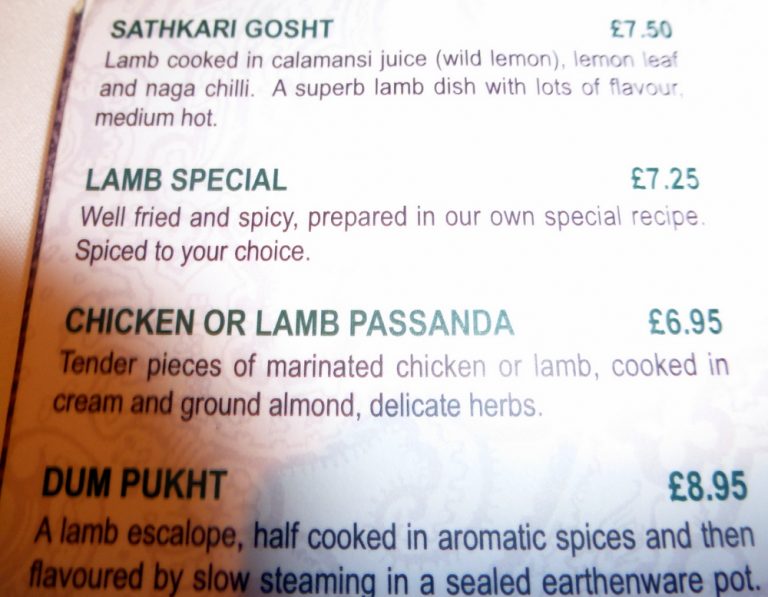 SATHKARI GOSHT £7.50
Lamb cooked in calamansi juice (wild lemon), lemon leaf
and naga chilli. A superb lamb dish with lots of flavour,
medium hot.
LAMB SPECIAL £7.25
Well fried and spicy, prepared in our own special recipe.
Spiced to your choice.
CHICKEN OR LAMB PASSANDA £6.95
Tender pieces of marinated chicken or lamb, cooked in
cream and ground almond, delicate herbs.
DUM PUKHT £8.95
A lamb escalope, half cooked in aromatic spices and then
flavoured by slow steaming in a sealed earthenware pot.